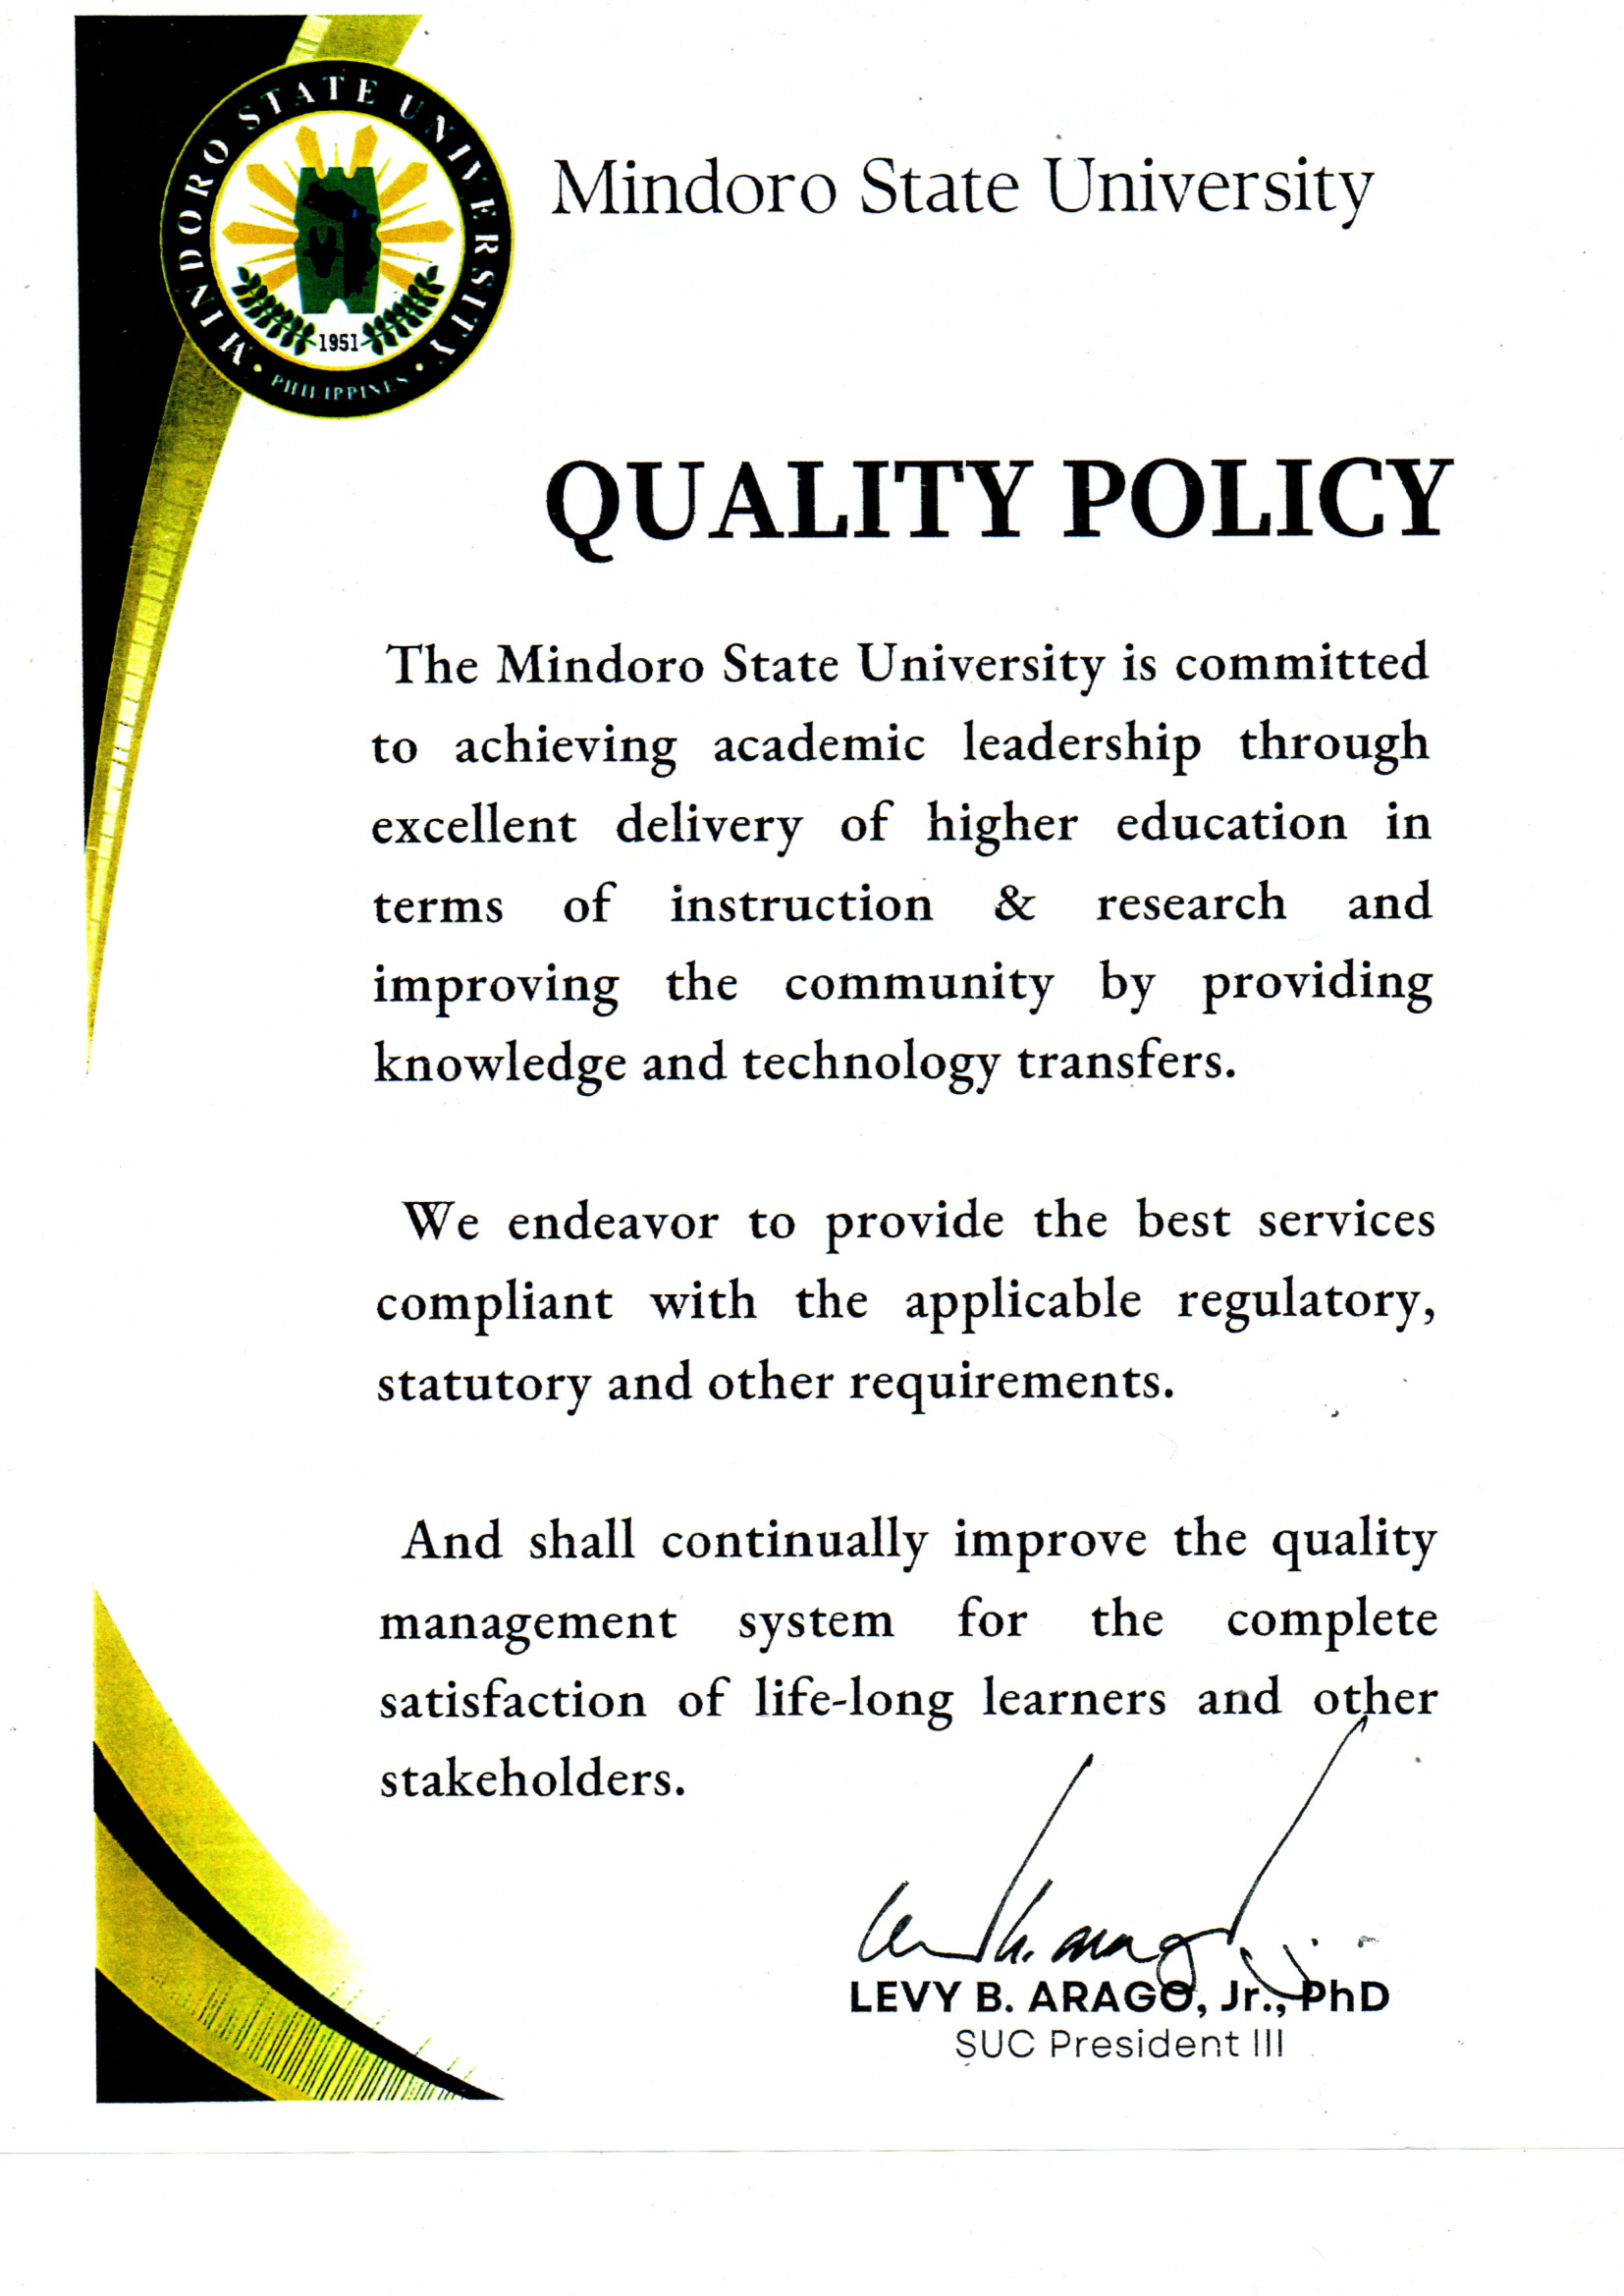 MINDORO STATE UNIVERSITY
1951
PHILIPPINES
Mindoro State University
QUALITY POLICY
The Mindoro State University is committed
to achieving academic leadership through
excellent delivery of higher education in
terms of instruction & research and
improving the community by providing
knowledge and technology transfers.
We endeavor to provide the best services
compliant with the applicable regulatory,
statutory and other requirements.
And shall continually improve the quality
management system for the complete
satisfaction of life-long learners and other
stakeholders.
LEVY B. ARAGO, Jr., PhD
SUC President III